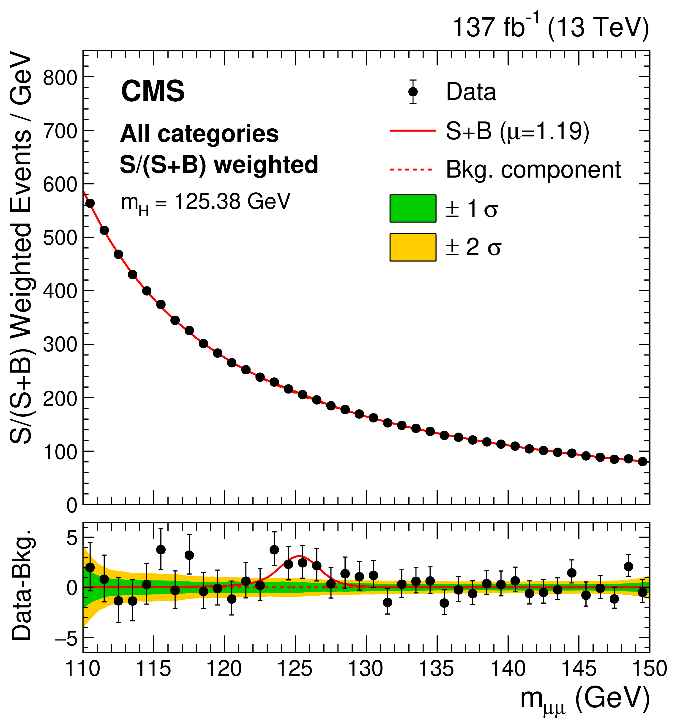 137 fb⁻¹ (13 TeV)
S/(S+B) Weighted Events / GeV
800
700
600
500
400
300
200
100
0
CMS
All categories
S/(S+B) weighted
m_H = 125.38 GeV
Data
S+B (μ=1.19)
Bkg. component
± 1 σ
± 2 σ
Data-Bkg.
5
0
−5
110 115 120 125 130 135 140 145 150
m_μμ (GeV)